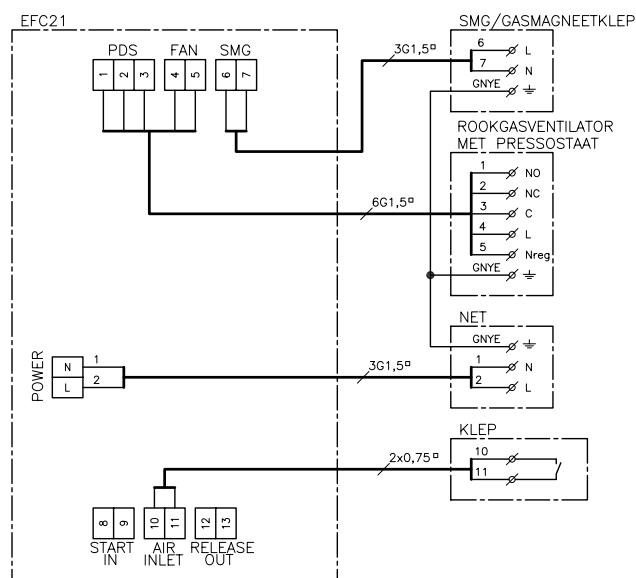 EFC21
SMG/GASMAGNEETKLEP
PDS FAN SMG
1 2 3 4 5 6 7
3G1,5▫
6 L
7 N
GNYE
ROOKGASVENTILATOR
MET PRESSOSTAAT
1 NO
2 NC
6G1,5▫
3 C
4 L
5 Nreg
GNYE
NET
GNYE
POWER
N 1
L 2
3G1,5▫
1 N
2 L
KLEP
2x0,75▫
10
11
8 9 10 11 12 13
START AIR RELEASE
IN INLET OUT